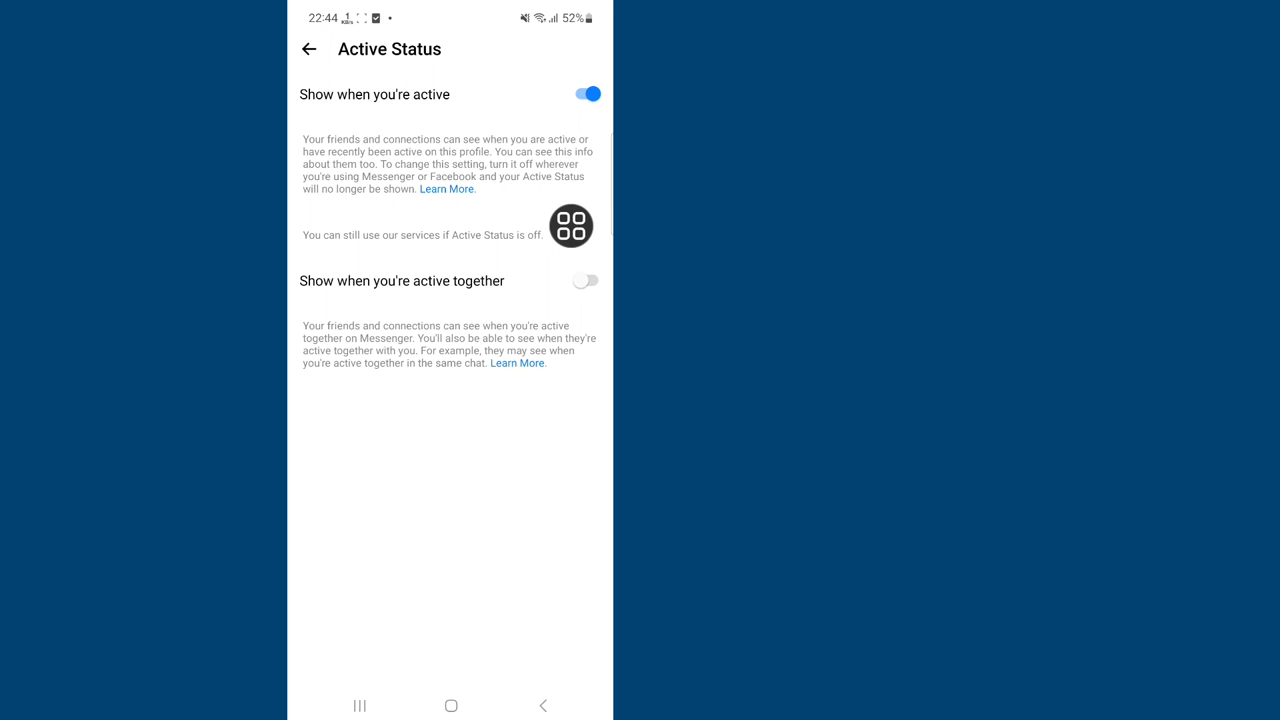 22:44 1 KB/s 52%
Active Status
Show when you're active
Your friends and connections can see when you are active or
have recently been active on this profile. You can see this info
about them too. To change this setting, turn it off wherever
you're using Messenger or Facebook and your Active Status
will no longer be shown. Learn More.
You can still use our services if Active Status is off.
Show when you're active together
Your friends and connections can see when you're active
together on Messenger. You'll also be able to see when they're
active together with you. For example, they may see when
you're active together in the same chat. Learn More.